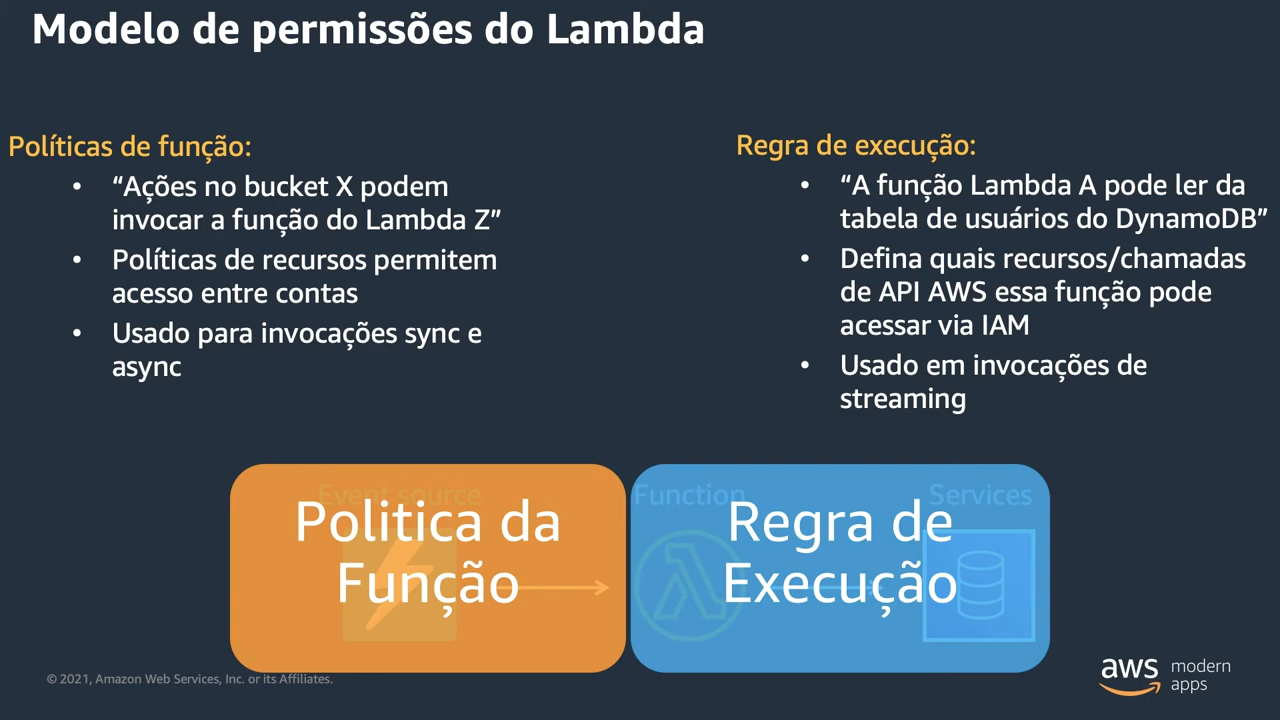 Modelo de permissões do Lambda
Políticas de função:
• “Ações no bucket X podem
invocar a função do Lambda Z”
• Políticas de recursos permitem
acesso entre contas
• Usado para invocações sync e
async
Regra de execução:
• “A função Lambda A pode ler da
tabela de usuários do DynamoDB”
• Defina quais recursos/chamadas
de API AWS essa função pode
acessar via IAM
• Usado em invocações de
streaming
Event source
Politica da
Função
Function
Services
Regra de
Execução
© 2021, Amazon Web Services, Inc. or its Affiliates.
aws
modern
apps